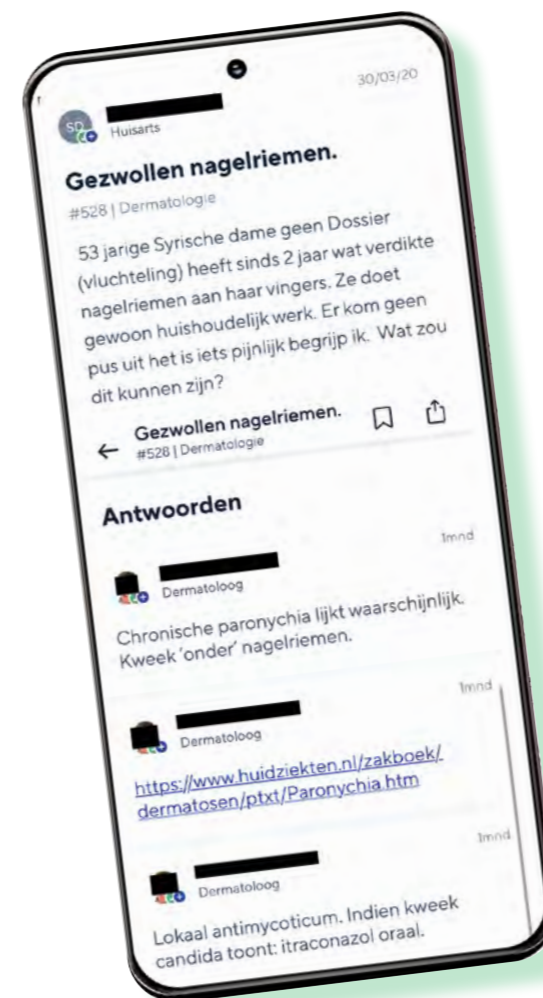 SD
30/03/20
Huisarts
Gezwollen nagelriemen.
#528 | Dermatologie
53 jarige Syrische dame geen Dossier
(vluchteling) heeft sinds 2 jaar wat verdikte
nagelriemen aan haar vingers. Ze doet
gewoon huishoudelijk werk. Er kom geen
pus uit het is iets pijnlijk begrijp ik. Wat zou
dit kunnen zijn?
Gezwollen nagelriemen.
#528 | Dermatologie
Antwoorden
1mnd
Dermatoloog
Chronische paronychia lijkt waarschijnlijk.
Kweek 'onder' nagelriemen.
1mnd
Dermatoloog
https://www.huidziekten.nl/zakboek/
dermatosen/ptxt/Paronychia.htm
1mnd
Dermatoloog
Lokaal antimycoticum. Indien kweek
candida toont: itraconazol oraal.